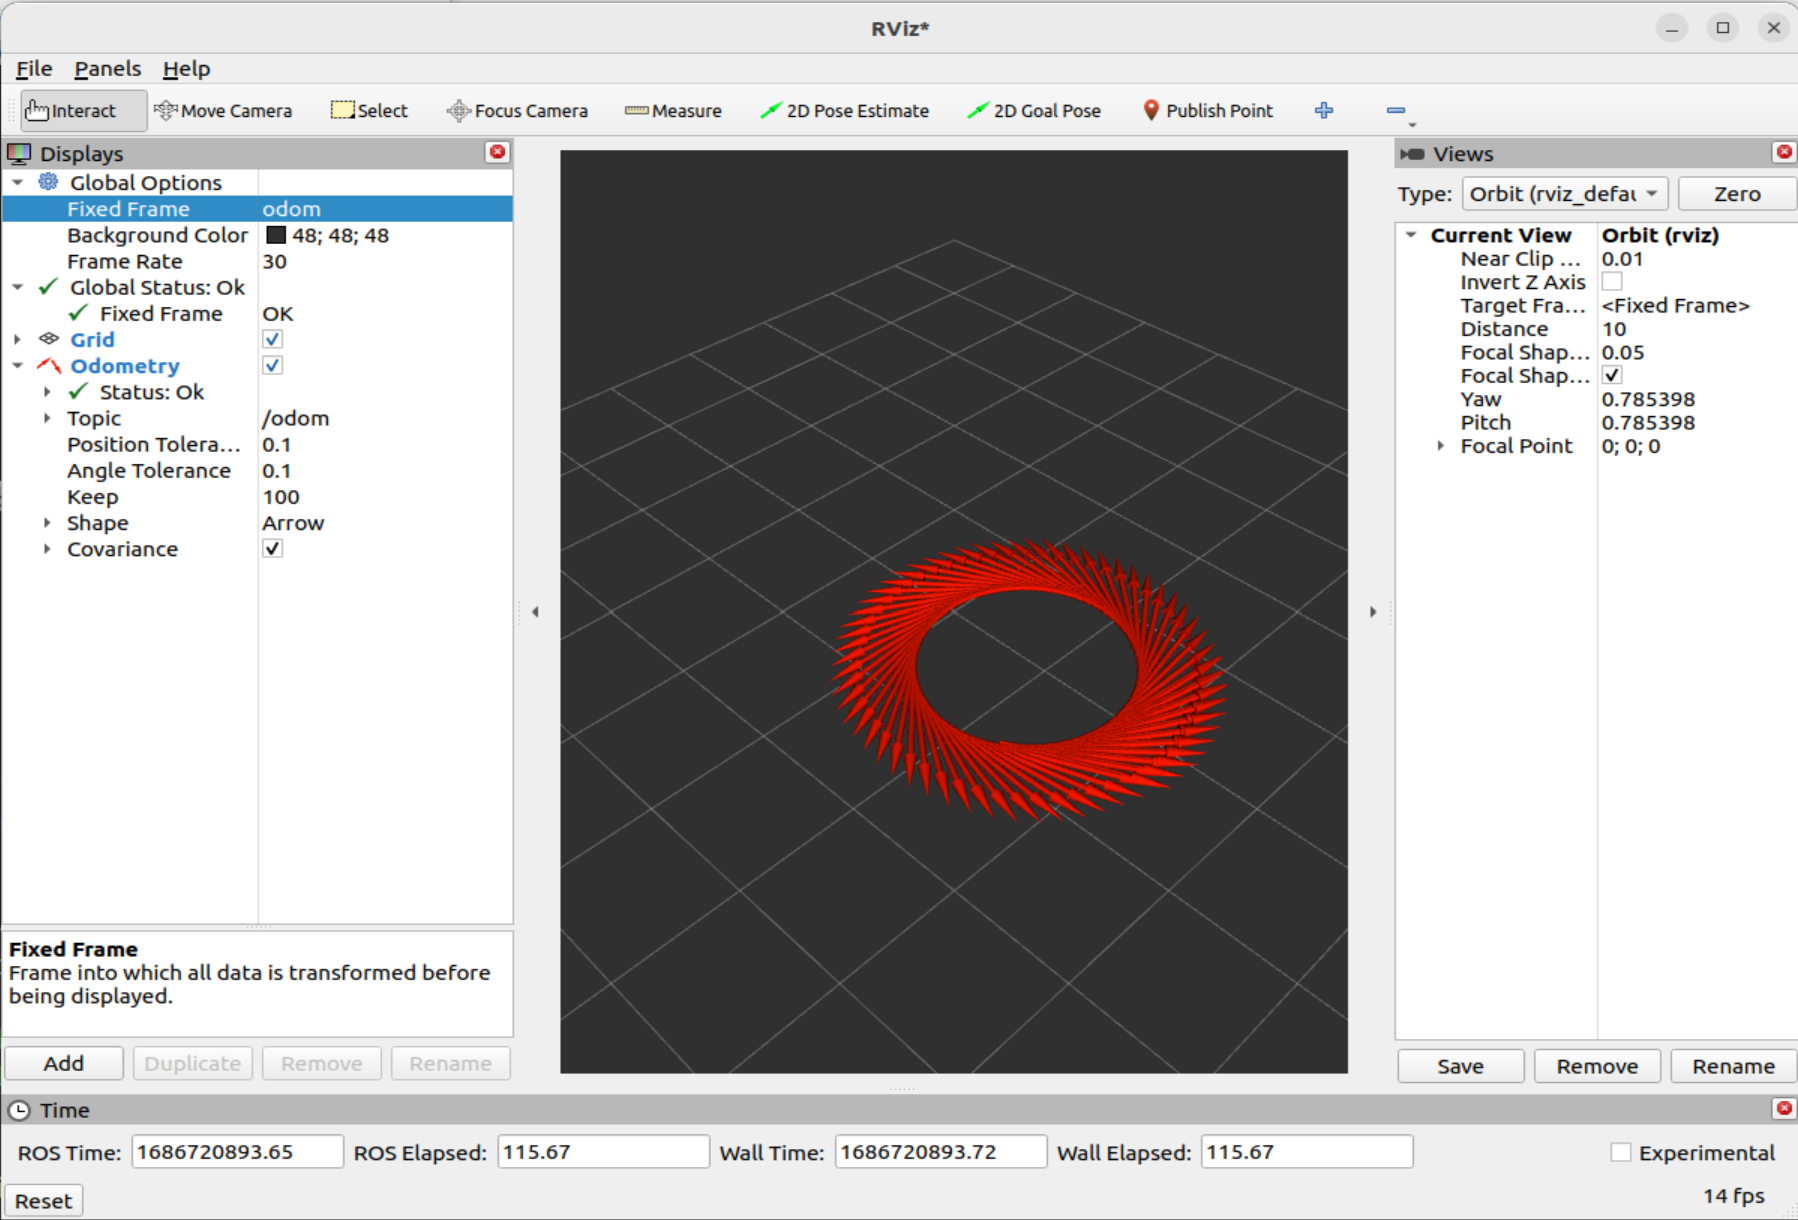 RViz*
File Panels Help
Interact Move Camera Select Focus Camera Measure 2D Pose Estimate 2D Goal Pose Publish Point
Displays
Global Options
Fixed Frame odom
Background Color 48; 48; 48
Frame Rate 30
Global Status: Ok
Fixed Frame OK
Grid
Odometry
Status: Ok
Topic /odom
Position Tolera... 0.1
Angle Tolerance 0.1
Keep 100
Shape Arrow
Covariance
Fixed Frame
Frame into which all data is transformed before
being displayed.
Add Duplicate Remove Rename
Views
Type: Orbit (rviz_defau Zero
Current View Orbit (rviz)
Near Clip ... 0.01
Invert Z Axis
Target Fra... <Fixed Frame>
Distance 10
Focal Shap... 0.05
Focal Shap...
Yaw 0.785398
Pitch 0.785398
Focal Point 0; 0; 0
Save Remove Rename
Time
ROS Time: 1686720893.65 ROS Elapsed: 115.67 Wall Time: 1686720893.72 Wall Elapsed: 115.67 Experimental
Reset 14 fps